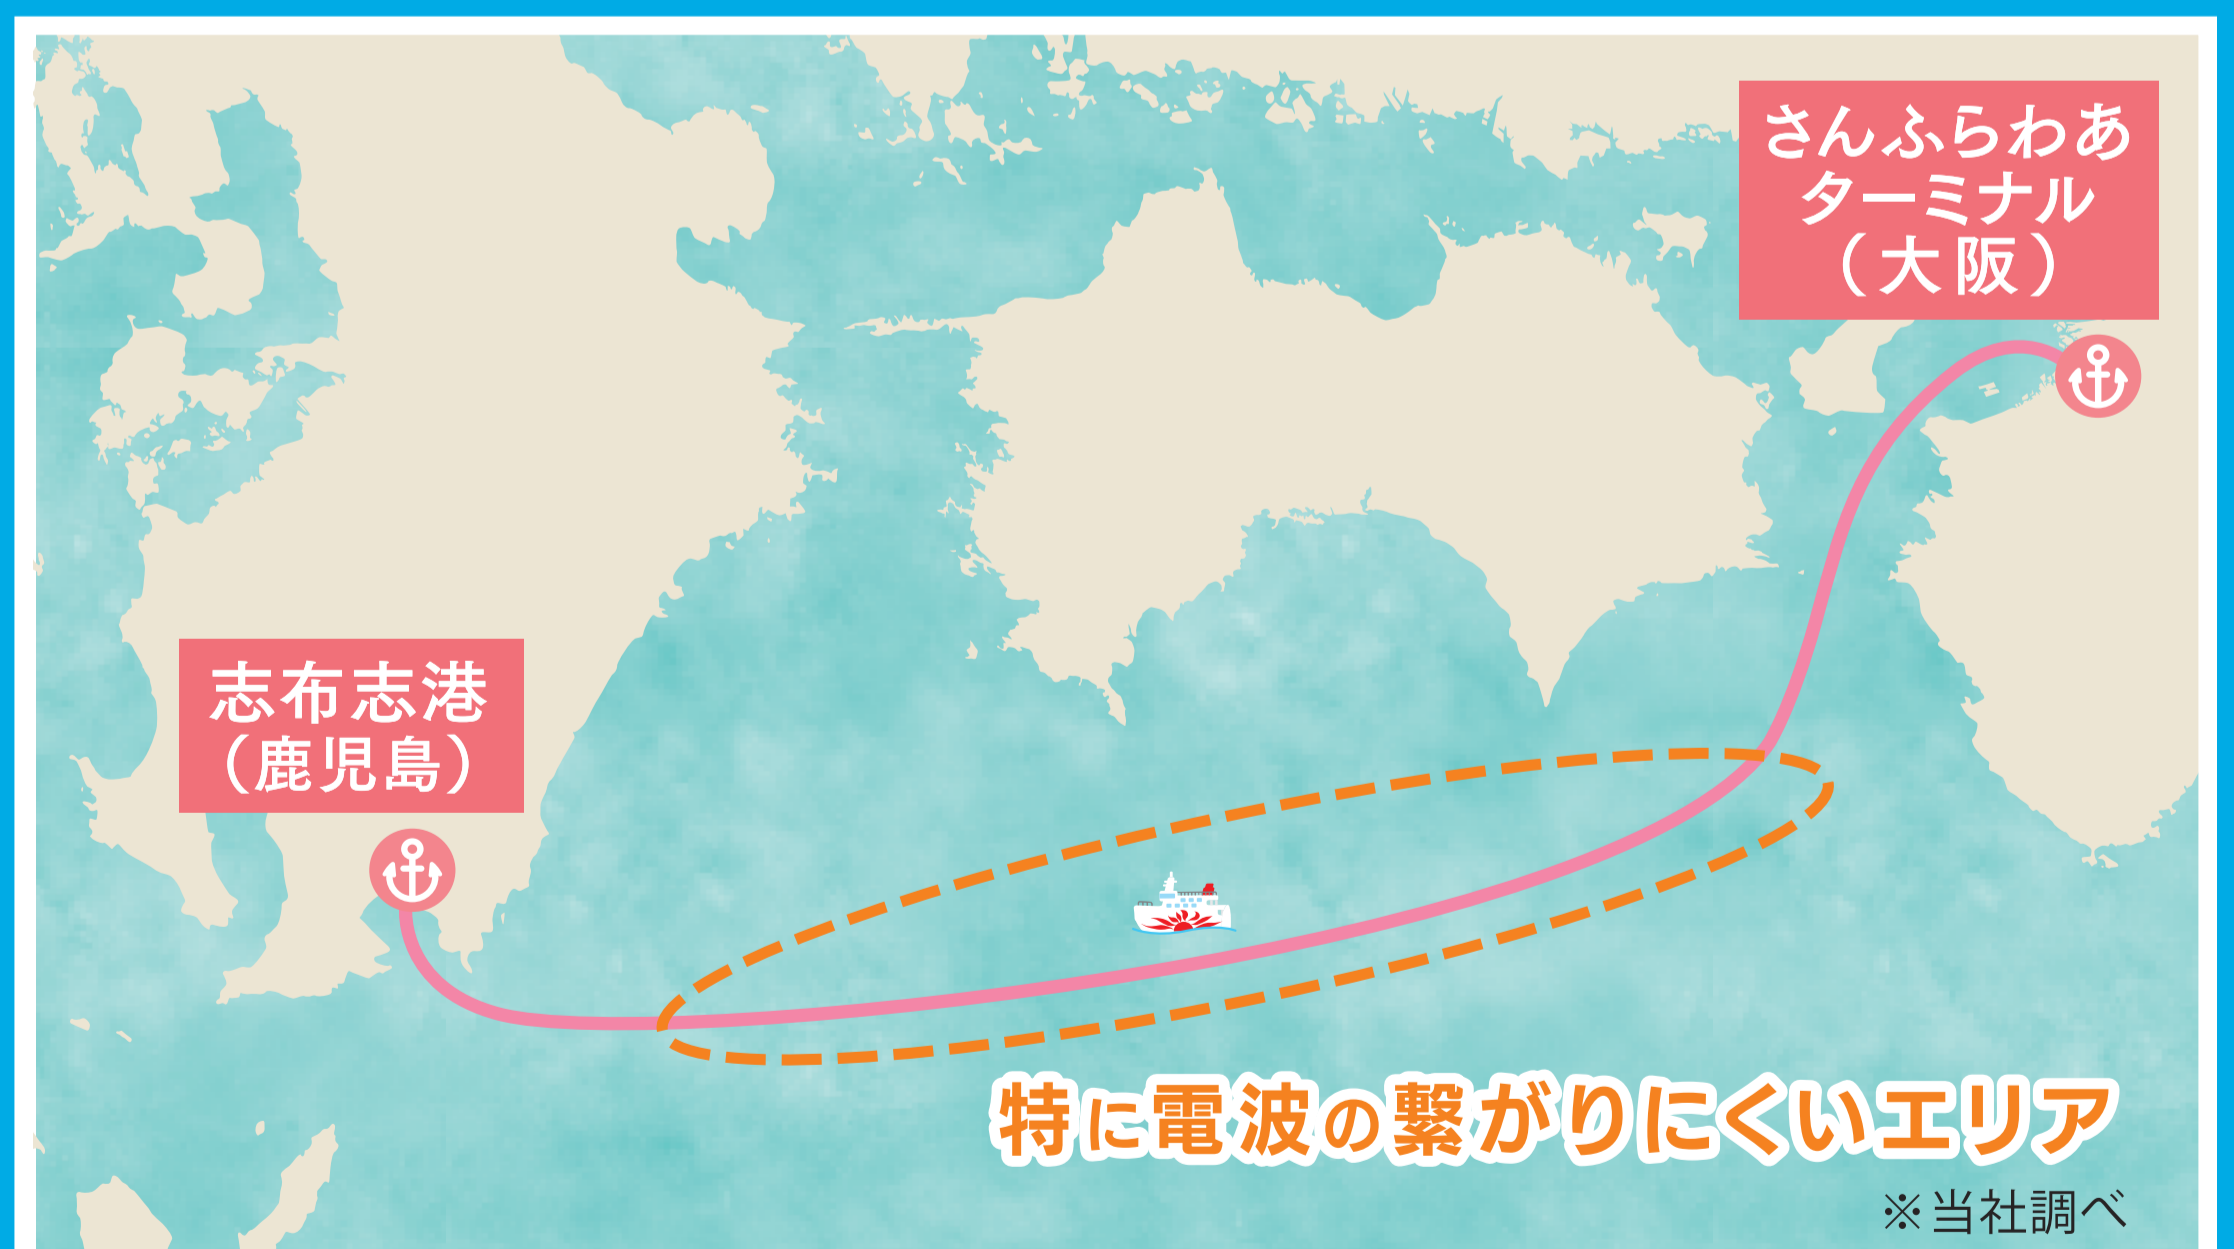 さんふらわあ
ターミナル
（大阪）
志布志港
（鹿児島）
特に電波の繋がりにくいエリア
※当社調べ